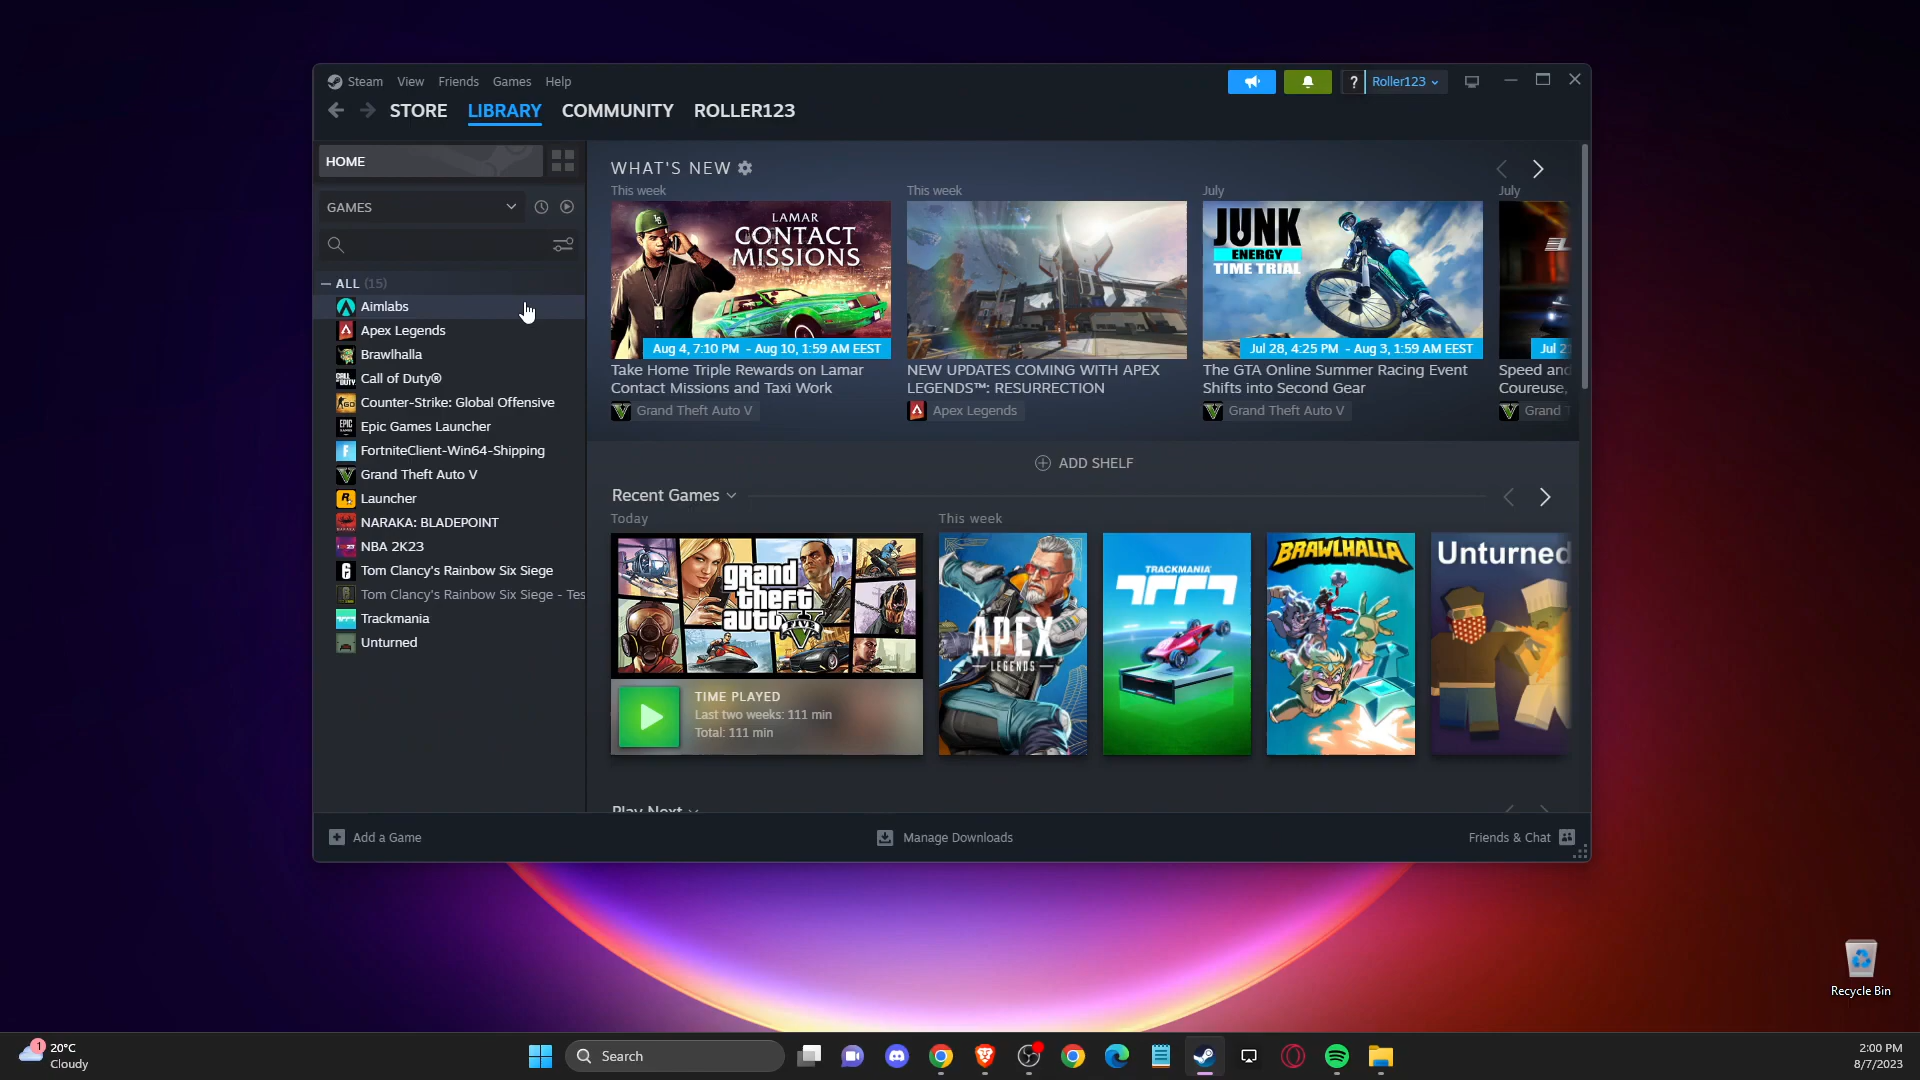 Steam View Friends Games Help
? Roller123
STORE LIBRARY COMMUNITY ROLLER123
HOME
GAMES
ALL (15)
Aimlabs
Apex Legends
Brawlhalla
Call of Duty®
Counter-Strike: Global Offensive
Epic Games Launcher
FortniteClient-Win64-Shipping
Grand Theft Auto V
Launcher
NARAKA: BLADEPOINT
NBA 2K23
Tom Clancy's Rainbow Six Siege
Tom Clancy's Rainbow Six Siege - Tes
Trackmania
Unturned
WHAT'S NEW
This week
LAMAR
CONTACT
MISSIONS
Aug 4, 7:10 PM - Aug 10, 1:59 AM EEST
Take Home Triple Rewards on Lamar
Contact Missions and Taxi Work
Grand Theft Auto V
This week
NEW UPDATES COMING WITH APEX
LEGENDS™: RESURRECTION
Apex Legends
July
JUNK
ENERGY
TIME TRIAL
Jul 28, 4:25 PM - Aug 3, 1:59 AM EEST
The GTA Online Summer Racing Event
Shifts into Second Gear
Grand Theft Auto V
July
Jul 2
Speed and
Coureuse,
Grand T
ADD SHELF
Recent Games
Today
grand
theft
auto
FIVE
TIME PLAYED
Last two weeks: 111 min
Total: 111 min
This week
APEX
LEGENDS
TRACKMANIA
BRAWLHALLA
Unturned
Play Next
Add a Game
Manage Downloads
Friends & Chat
Recycle Bin
1
20°C
Cloudy
Search
2:00 PM
8/7/2023